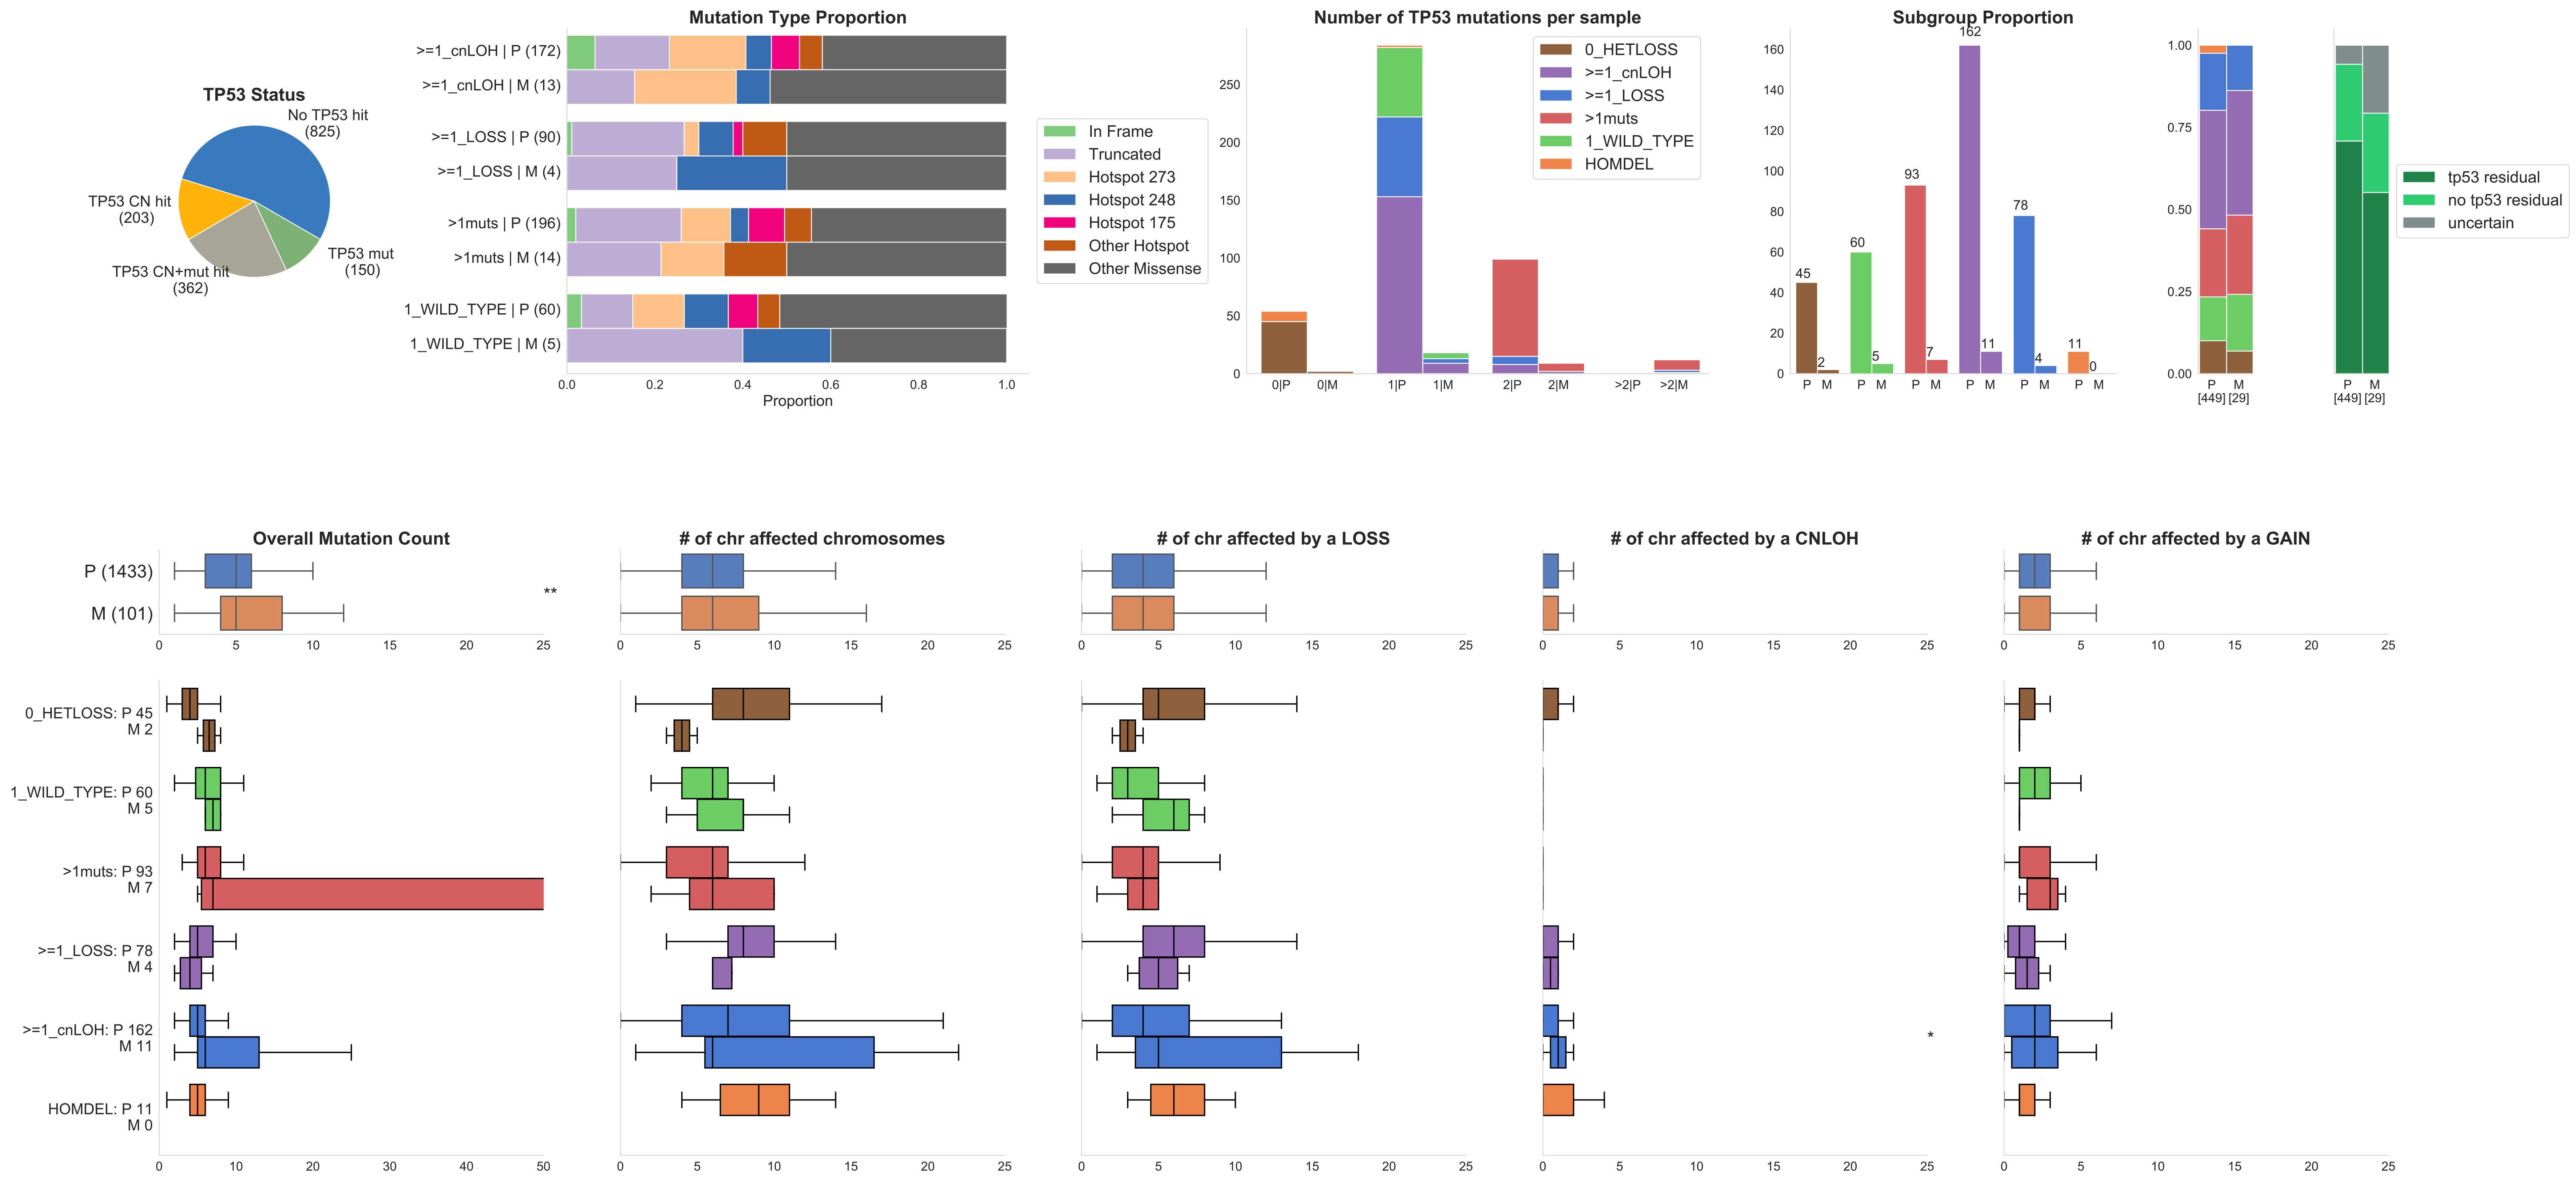 TP53 Status
No TP53 hit
(825)
TP53 CN hit
(203)
TP53 CN+mut hit
(362)
TP53 mut
(150)
Mutation Type Proportion
>=1_cnLOH | P (172)
>=1_cnLOH | M (13)
>=1_LOSS | P (90)
>=1_LOSS | M (4)
>1muts | P (196)
>1muts | M (14)
1_WILD_TYPE | P (60)
1_WILD_TYPE | M (5)
0.0 0.2 0.4 0.6 0.8 1.0
Proportion
In Frame
Truncated
Hotspot 273
Hotspot 248
Hotspot 175
Other Hotspot
Other Missense
Number of TP53 mutations per sample
250
200
150
100
50
0
0|P 0|M 1|P 1|M 2|P 2|M >2|P >2|M
0_HETLOSS
>=1_cnLOH
>=1_LOSS
>1muts
1_WILD_TYPE
HOMDEL
Subgroup Proportion
160
140
120
100
80
60
40
20
0
45 2 60 5 93 7 162 11 78 4 11 0
P M P M P M P M P M P M
1.00
0.75
0.50
0.25
0.00
P M
[449] [29]
P M
[449] [29]
tp53 residual
no tp53 residual
uncertain
Overall Mutation Count
P (1433)
M (101)
**
0 5 10 15 20 25
# of chr affected chromosomes
0 5 10 15 20 25
# of chr affected by a LOSS
0 5 10 15 20 25
# of chr affected by a CNLOH
0 5 10 15 20 25
# of chr affected by a GAIN
0 5 10 15 20 25
0_HETLOSS: P 45
M 2
1_WILD_TYPE: P 60
M 5
>1muts: P 93
M 7
>=1_LOSS: P 78
M 4
>=1_cnLOH: P 162
M 11
HOMDEL: P 11
M 0
*
0 10 20 30 40 50
0 5 10 15 20 25
0 5 10 15 20 25
0 5 10 15 20 25
0 5 10 15 20 25